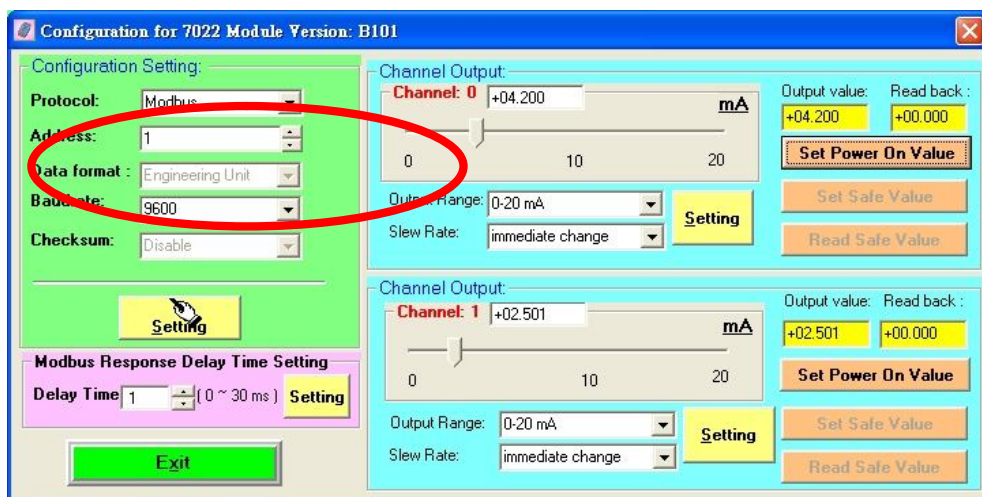 Configuration for 7022 Module Version: B101
Configuration Setting:
Protocol: Modbus
Address: 1
Data format : Engineering Unit
Baudrate: 9600
Checksum: Disable
Setting
Modbus Response Delay Time Setting
Delay Time 1 ( 0 ~ 30 ms ) Setting
Exit
Channel Output:
Channel: 0 +04.200 mA
0 10 20
Output Range: 0-20 mA
Slew Rate: immediate change
Setting
Output value: Read back :
+04.200 +00.000
Set Power On Value
Set Safe Value
Read Safe Value
Channel Output:
Channel: 1 +02.501 mA
0 10 20
Output Range: 0-20 mA
Slew Rate: immediate change
Setting
Output value: Read back :
+02.501 +00.000
Set Power On Value
Set Safe Value
Read Safe Value